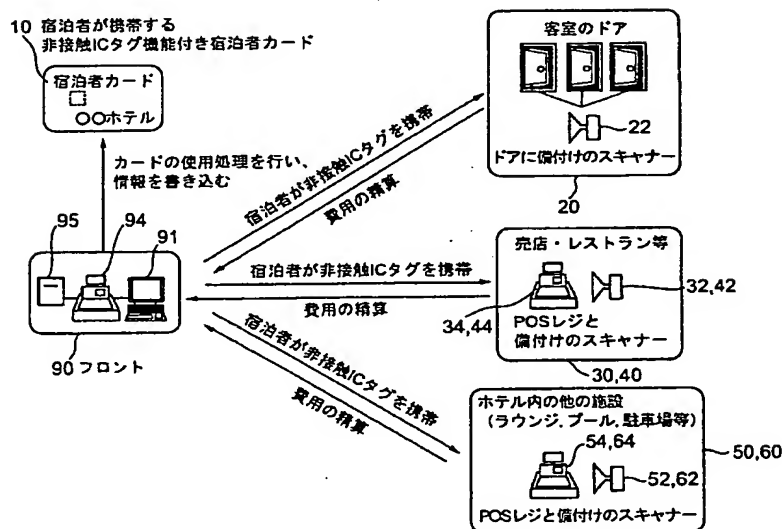 10 宿泊者が携帯する
非接触ICタグ機能付き宿泊者カード
宿泊者カード
○○ホテル
カードの使用処理を行い、
情報を書き込む
95
94
91
90 フロント
宿泊者が非接触ICタグを携帯
費用の精算
客室のドア
22
ドアに備付けのスキャナー
20
宿泊者が非接触ICタグを携帯
費用の精算
売店・レストラン等
32,42
34,44
POSレジと
備付けのスキャナー
30,40
宿泊者が非接触ICタグを携帯
費用の精算
ホテル内の他の施設
(ラウンジ,プール,駐車場等)
54,64
50,60
52,62
POSレジと備付けのスキャナー